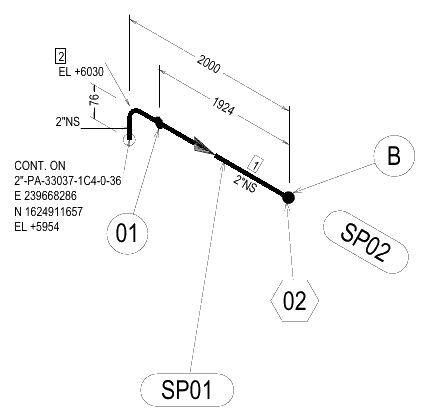 2
EL +6030
2000
1924
76
2"NS
CONT. ON
2"-PA-33037-1C4-0-36
E 239668286
N 1624911657
EL +5954
01
1
2"NS
B
02
SP02
SP01